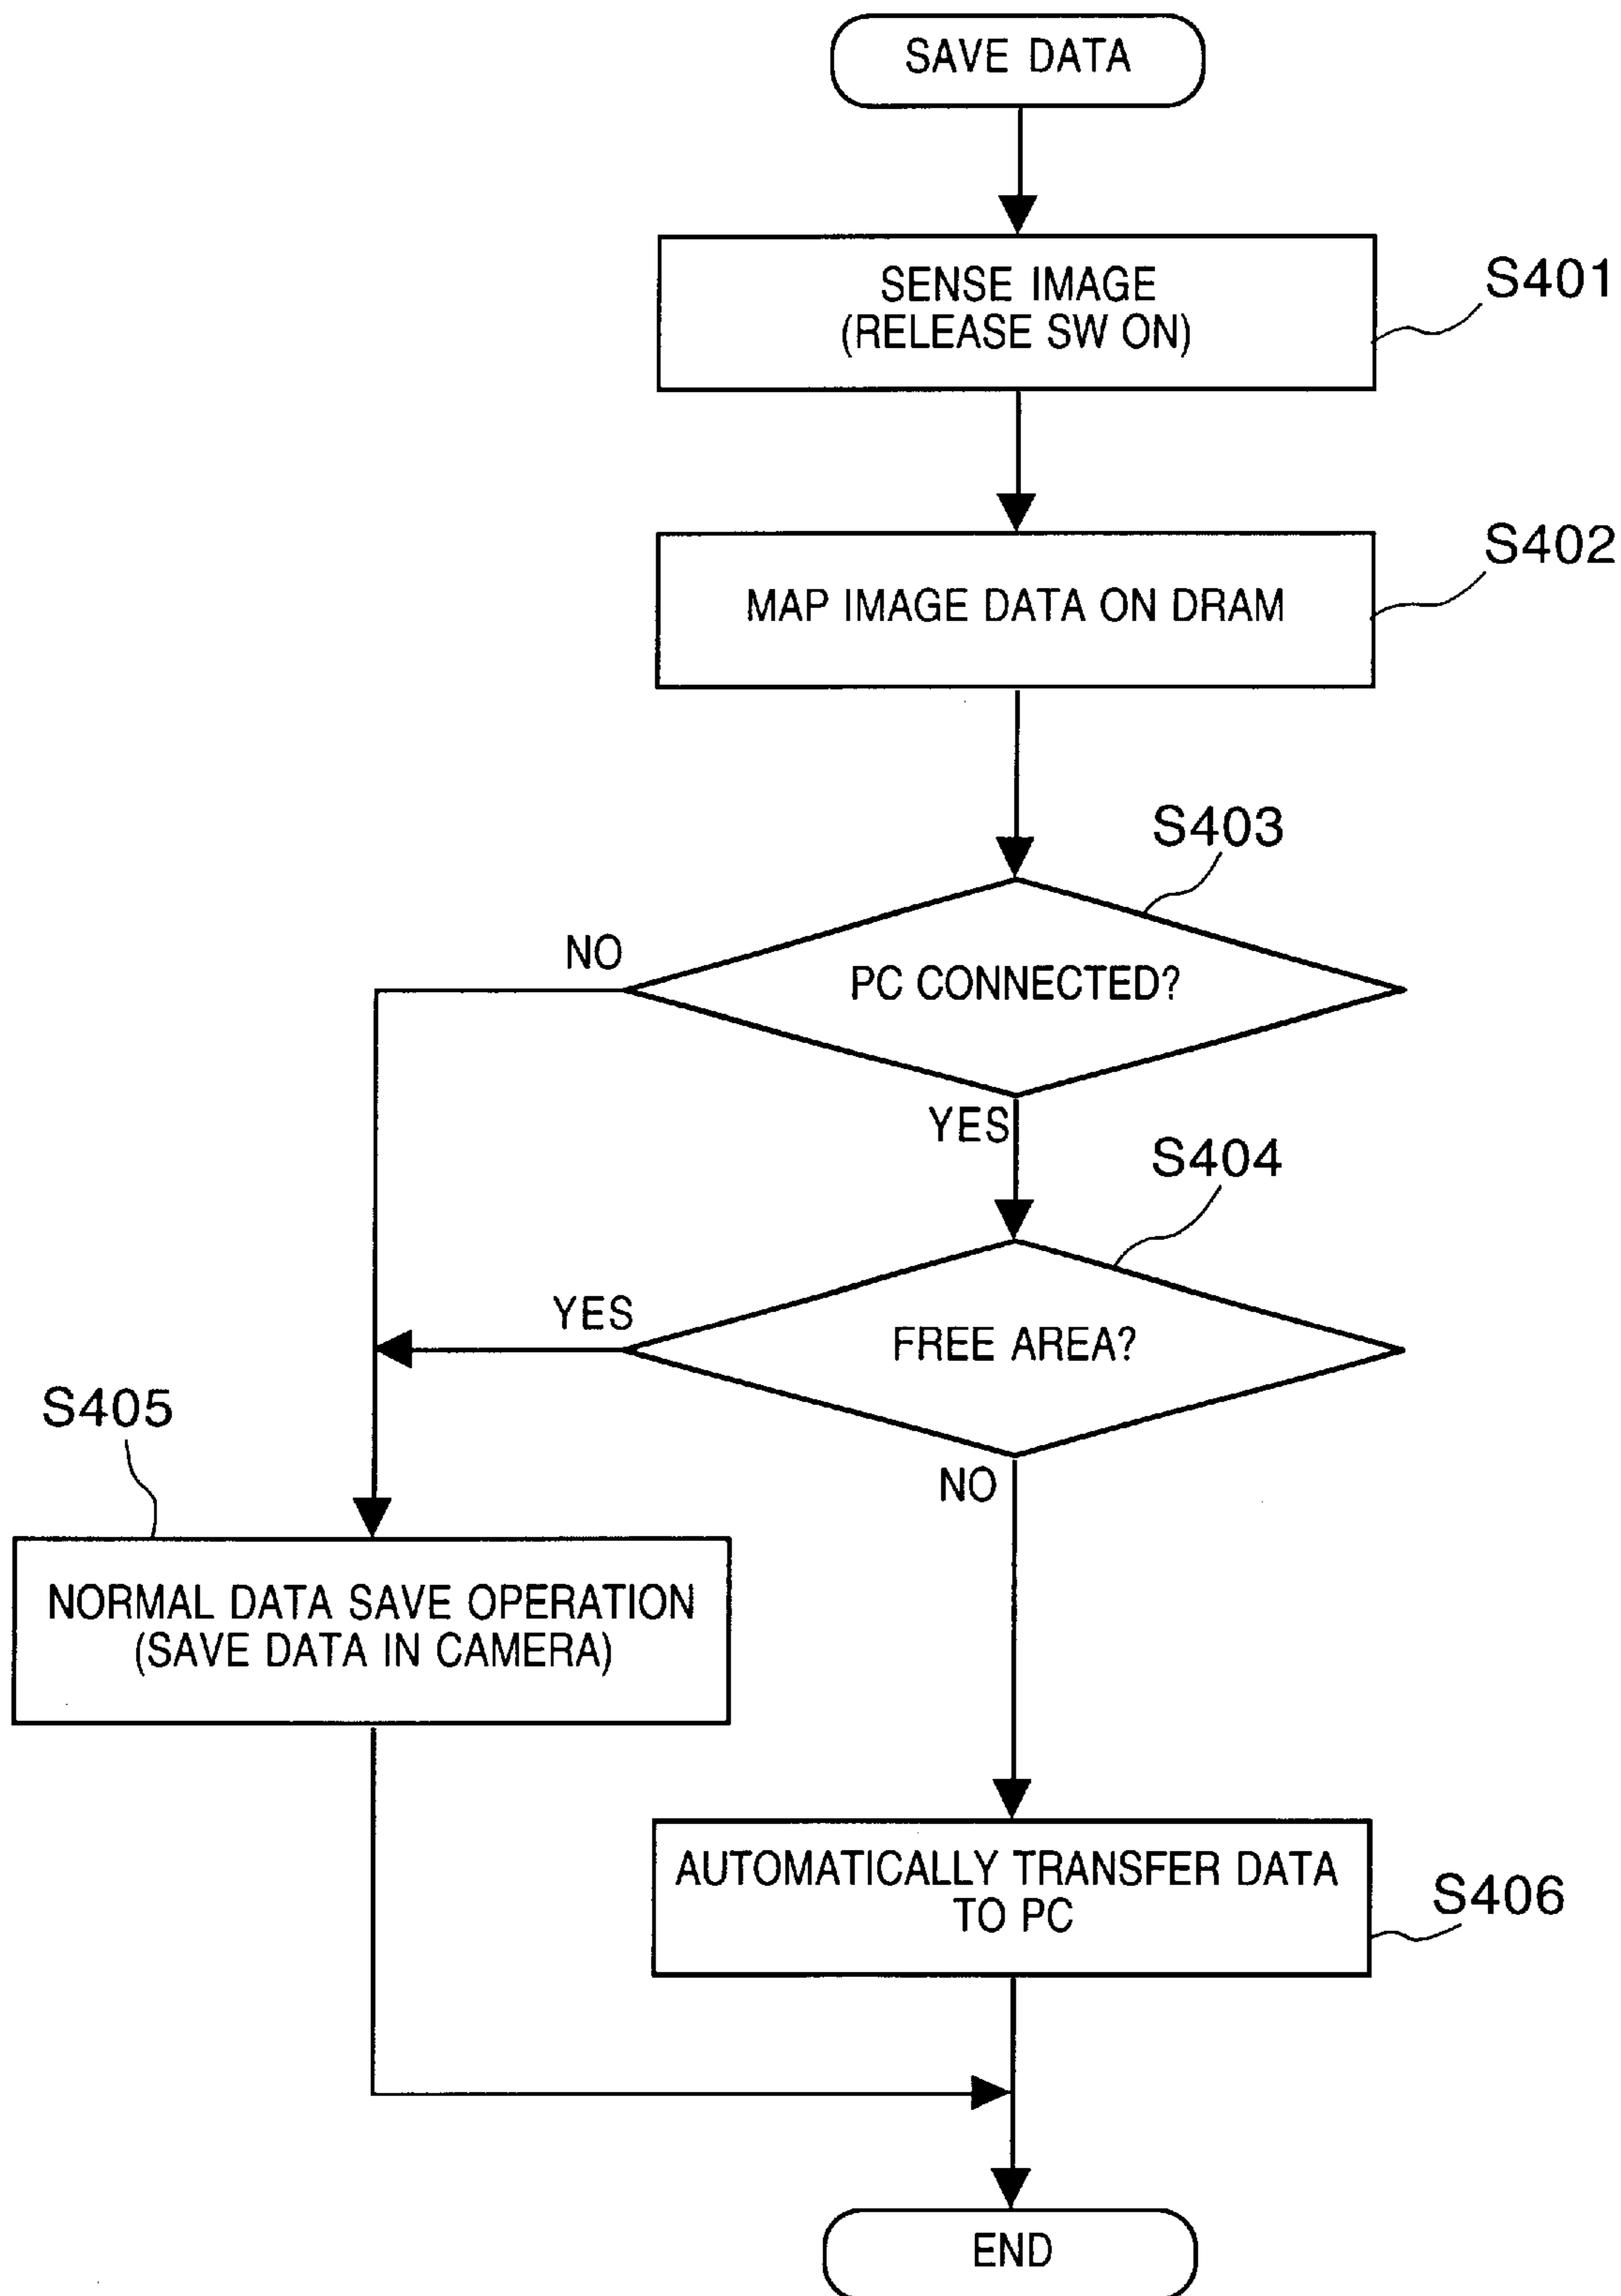 SAVE DATA
SENSE IMAGE
(RELEASE SW ON)
S401
MAP IMAGE DATA ON DRAM
S402
S403
NO
PC CONNECTED?
YES
S404
YES
FREE AREA?
NO
S405
NORMAL DATA SAVE OPERATION
(SAVE DATA IN CAMERA)
AUTOMATICALLY TRANSFER DATA
TO PC
S406
END